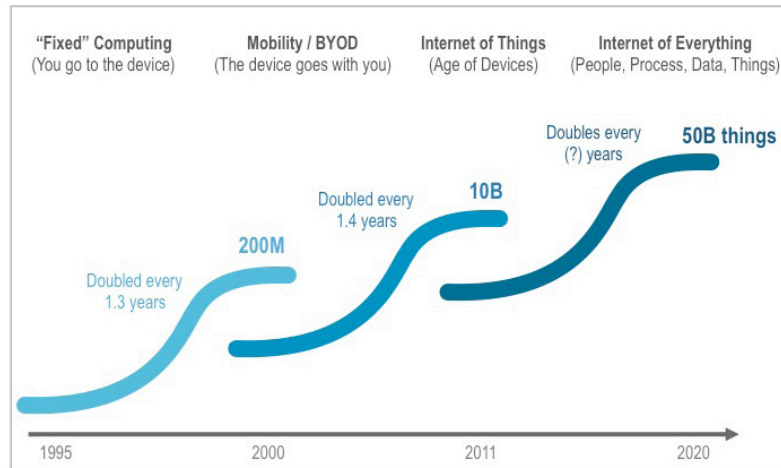 “Fixed” Computing
(You go to the device)
Mobility / BYOD
(The device goes with you)
Internet of Things
(Age of Devices)
Internet of Everything
(People, Process, Data, Things)
Doubles every
(?) years
50B things
Doubled every
1.4 years
10B
Doubled every
1.3 years
200M
1995
2000
2011
2020